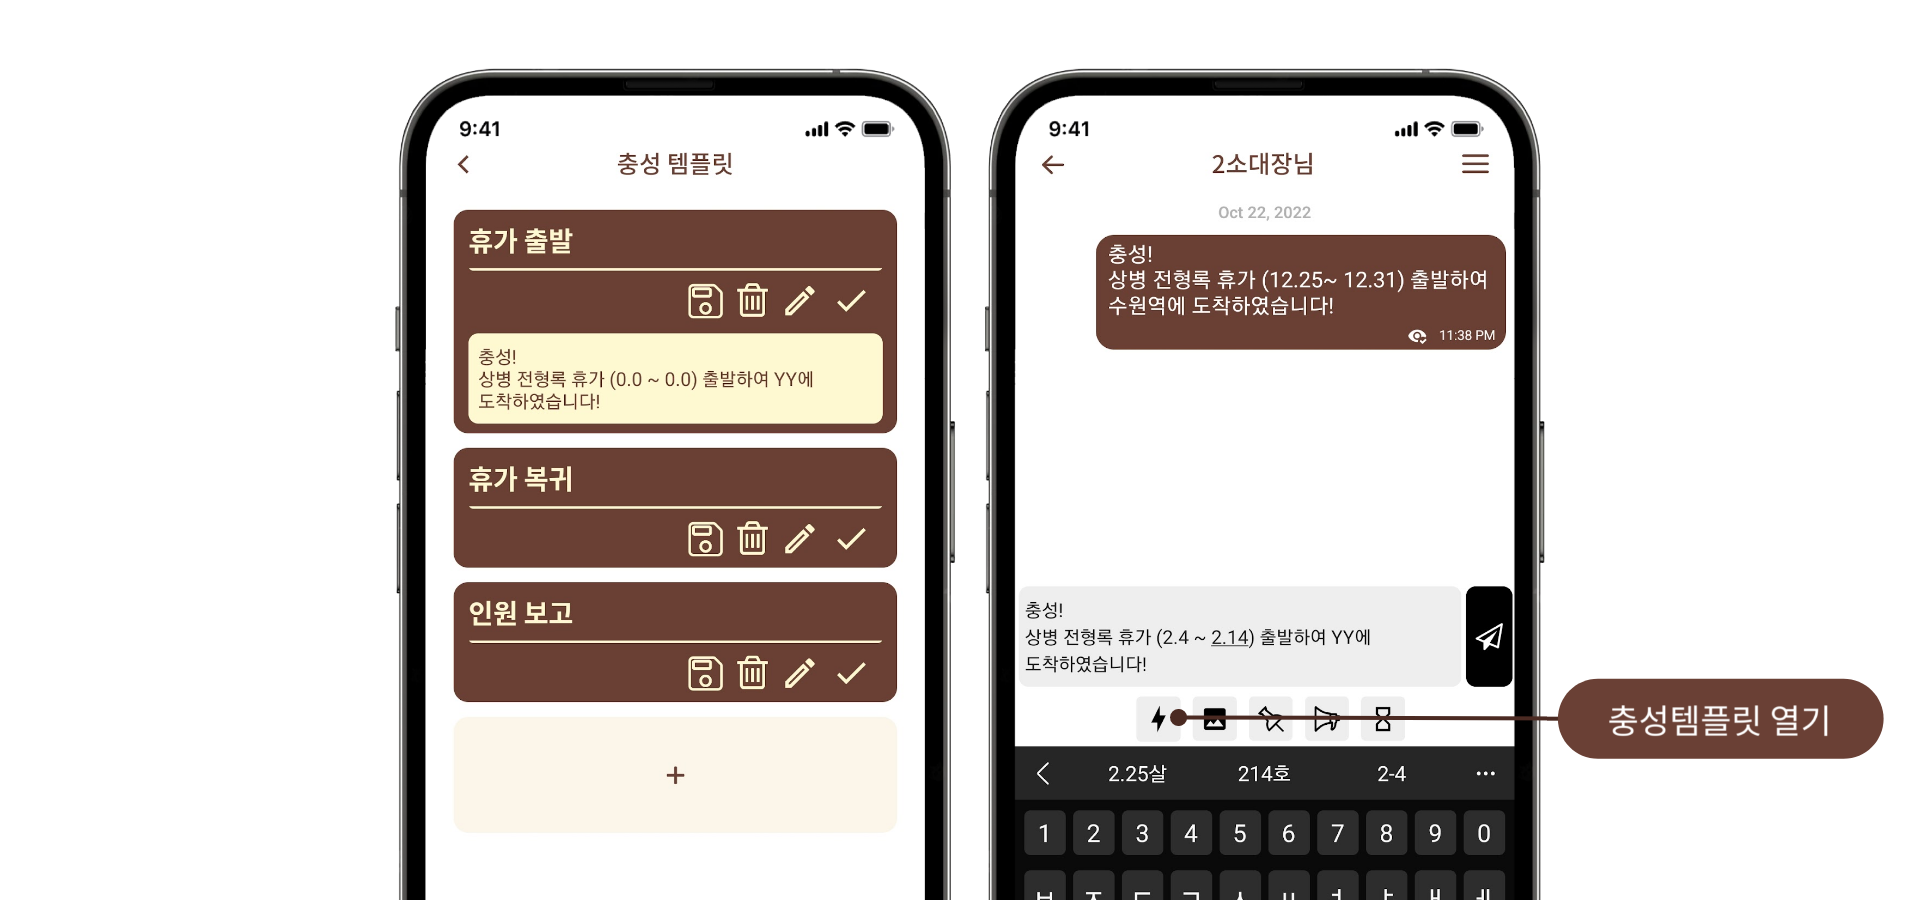 9:41
충성 템플릿
휴가 출발
충성!
상병 전형록 휴가 (0.0 ~ 0.0) 출발하여 YY에
도착하였습니다!
휴가 복귀
인원 보고
+
9:41
2소대장님
Oct 22, 2022
충성!
상병 전형록 휴가 (12.25~ 12.31) 출발하여
수원역에 도착하였습니다!
11:38 PM
충성!
상병 전형록 휴가 (2.4 ~ 2.14) 출발하여 YY에
도착하였습니다!
충성템플릿 열기
2.25살 214호 2-4 ...
1 2 3 4 5 6 7 8 9 0